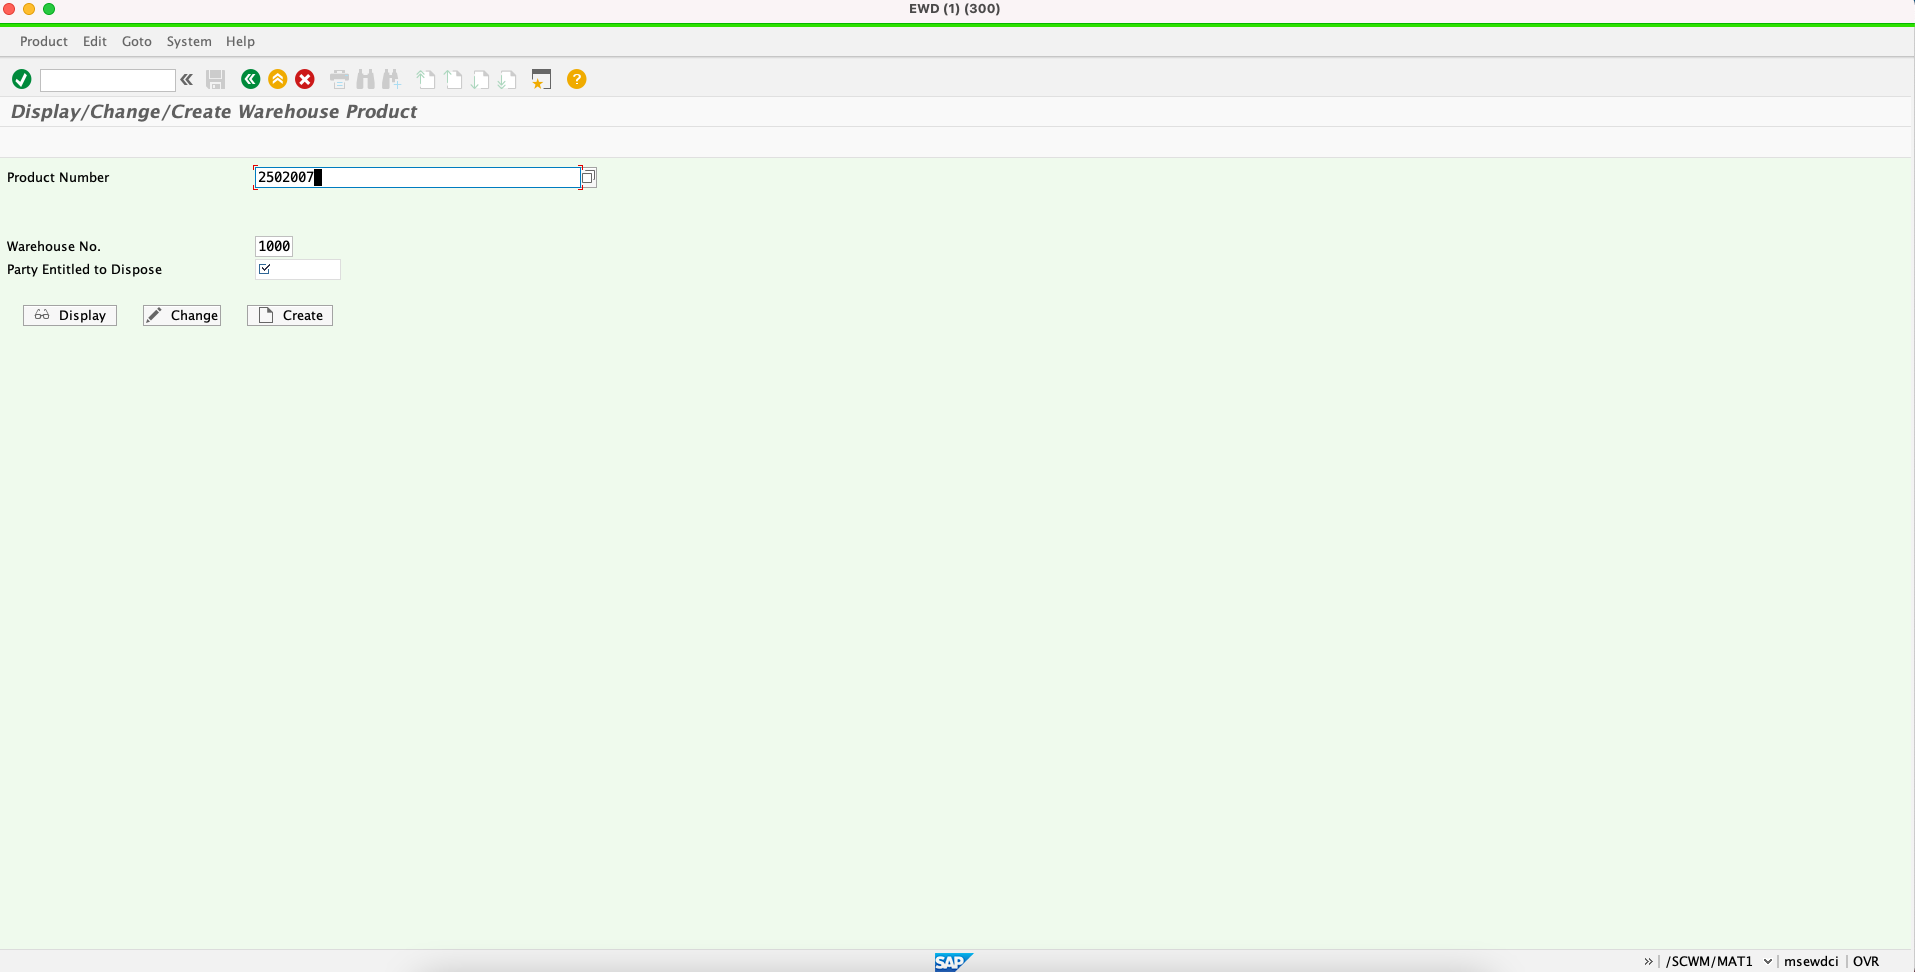 EWD (1) (300)
Product Edit Goto System Help
Display/Change/Create Warehouse Product
Product Number 2502007
Warehouse No. 1000
Party Entitled to Dispose
Display Change Create
SAP /SCWM/MAT1 msewdci OVR